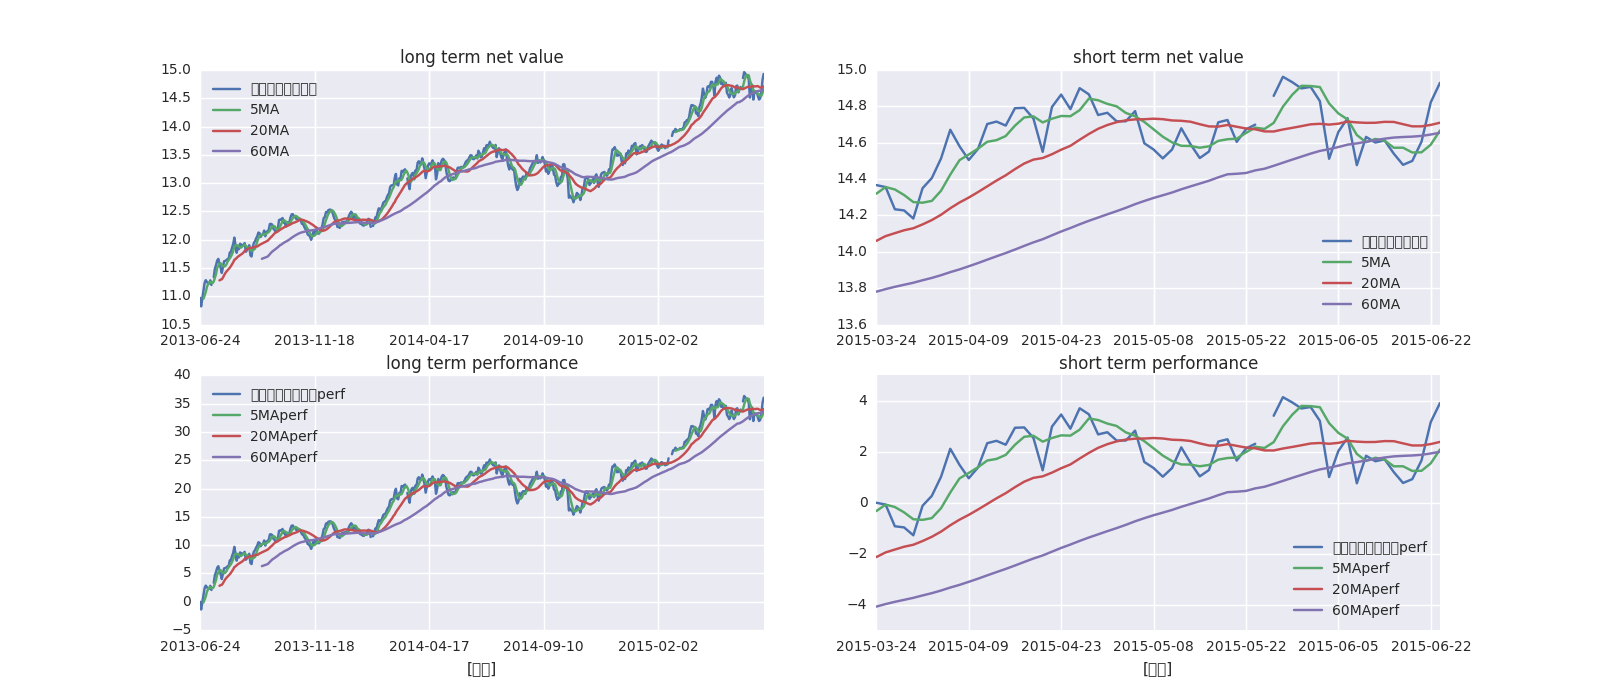 long term net value
15.0
14.5
14.0
13.5
13.0
12.5
12.0
11.5
11.0
10.5
5MA
20MA
60MA
2013-06-24 2013-11-18 2014-04-17 2014-09-10 2015-02-02
short term net value
15.0
14.8
14.6
14.4
14.2
14.0
13.8
13.6
5MA
20MA
60MA
2015-03-24 2015-04-09 2015-04-23 2015-05-08 2015-05-22 2015-06-05 2015-06-22
long term performance
40
35
30
25
20
15
10
5
0
−5
perf
5MAperf
20MAperf
60MAperf
2013-06-24 2013-11-18 2014-04-17 2014-09-10 2015-02-02
short term performance
4
2
0
−2
−4
perf
5MAperf
20MAperf
60MAperf
2015-03-24 2015-04-09 2015-04-23 2015-05-08 2015-05-22 2015-06-05 2015-06-22